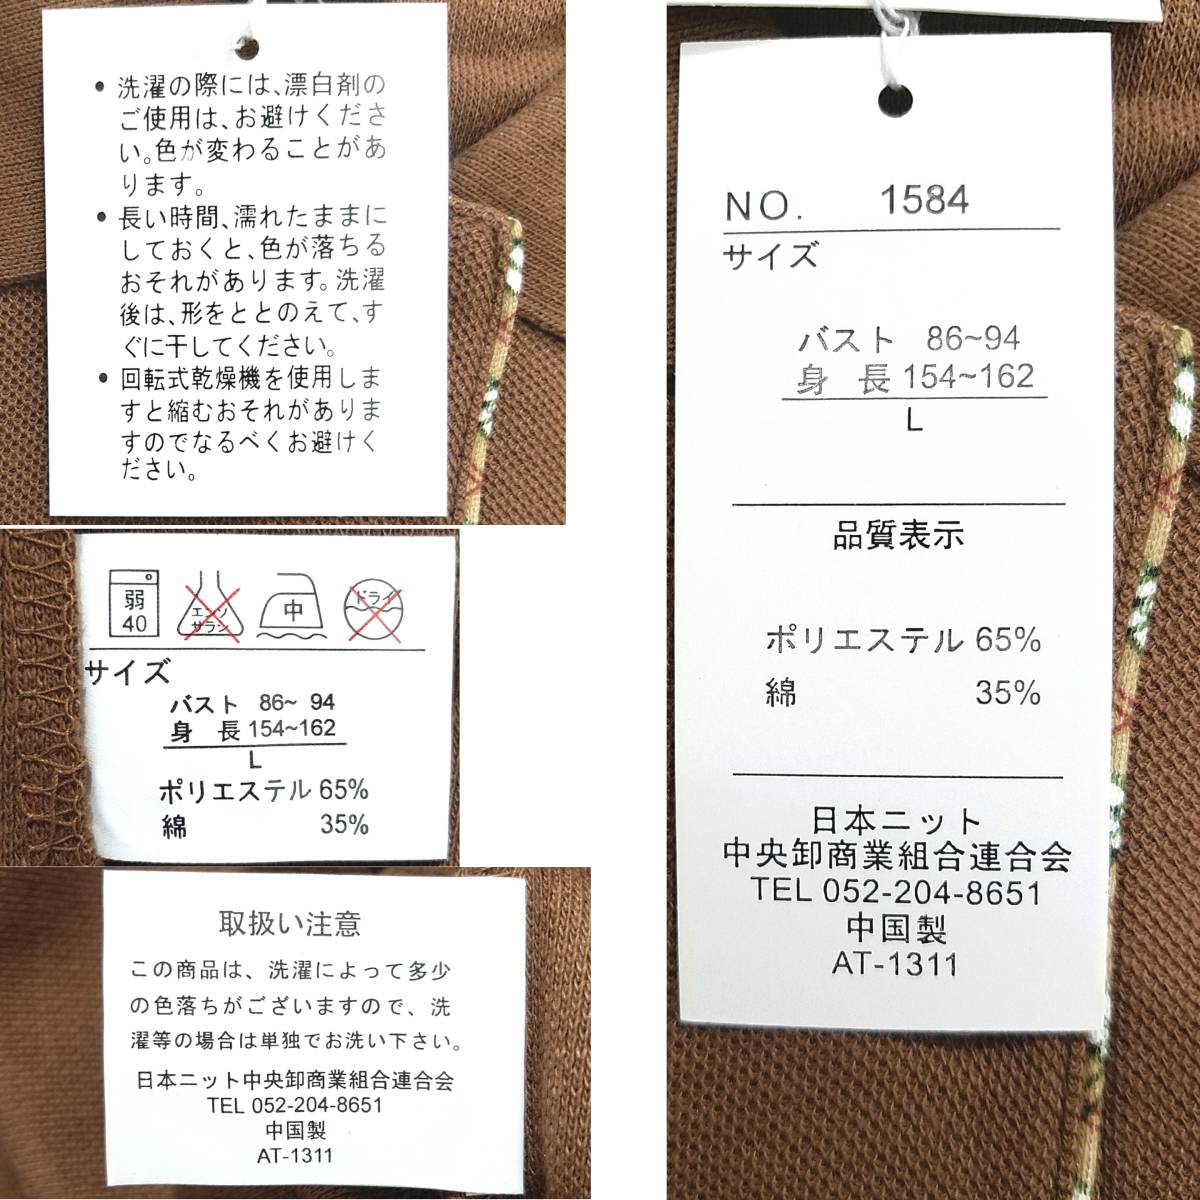 • 洗濯の際には、漂白剤の
ご使用は、お避けくださ
い。色が変わることがあ
ります。
• 長い時間、濡れたままに
しておくと、色が落ちる
おそれがあります。洗濯
後は、形をととのえて、す
ぐに干してください。
• 回転式乾燥機を使用しま
すと縮むおそれがありま
すのでなるべくお避けく
ださい。
弱
40
エンソ
サラシ
中
ドライ
サイズ
バスト 86~ 94
身 長 154~162
L
ポリエステル 65%
綿 35%
取扱い注意
この商品は、洗濯によって多少
の色落ちがございますので、洗
濯等の場合は単独でお洗い下さい。
日本ニット中央卸商業組合連合会
TEL 052-204-8651
中国製
AT-1311
NO. 1584
サイズ
バスト 86~94
身 長 154~162
L
品質表示
ポリエステル 65%
綿 35%
日本ニット
中央卸商業組合連合会
TEL 052-204-8651
中国製
AT-1311